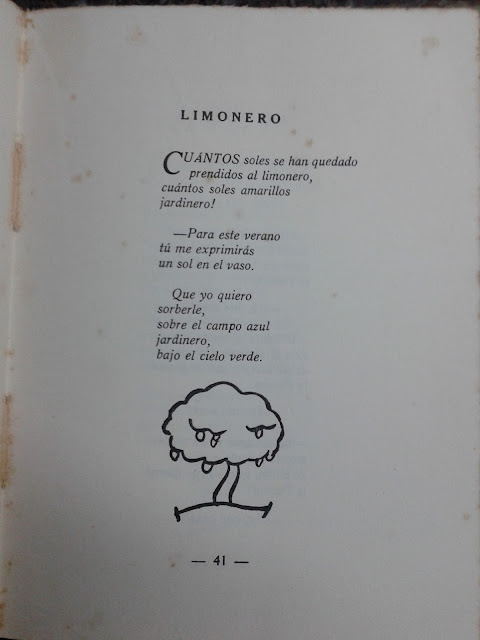 LIMONERO
CUÁNTOS soles se han quedado
prendidos al limonero,
cuántos soles amarillos
jardinero!
—Para este verano
tú me exprimirás
un sol en el vaso.
Que yo quiero
sorberle,
sobre el campo azul
jardinero,
bajo el cielo verde.
— 41 —